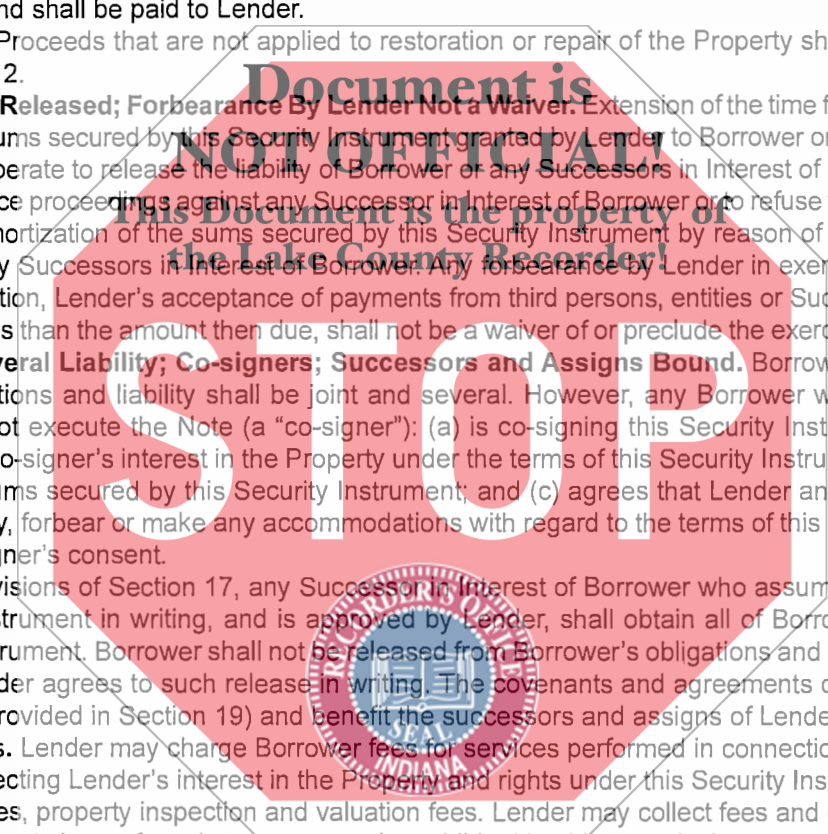 nd shall be paid to Lender.
Proceeds that are not applied to restoration or repair of the Property sh
2.
Document is
Released; Forbearance By Lender Not a Waiver. Extension of the time f
ums secured by this Security Instrument granted by Lender to Borrower or
NOT OFFICIAL!
perate to release the liability of Borrower or any Successors in Interest of
ce proceedings against any Successor in Interest of Borrower or to refuse
This Document is the property of
nortization of the sums secured by this Security Instrument by reason of
the Lake County Recorder!
y Successors in Interest of Borrower. Any forbearance by Lender in exer
tion, Lender's acceptance of payments from third persons, entities or Suc
s than the amount then due, shall not be a waiver of or preclude the exerc
veral Liability; Co-signers; Successors and Assigns Bound. Borrow
tions and liability shall be joint and several. However, any Borrower w
ot execute the Note (a “co-signer”): (a) is co-signing this Security Inst
STOP
o-signer's interest in the Property under the terms of this Security Instru
ums secured by this Security Instrument; and (c) agrees that Lender an
y, forbear or make any accommodations with regard to the terms of this
gner's consent.
visions of Section 17, any Successor in Interest of Borrower who assum
strument in writing, and is approved by Lender, shall obtain all of Borro
trument. Borrower shall not be released from Borrower's obligations and
der agrees to such release in writing. The covenants and agreements o
rovided in Section 19) and benefit the successors and assigns of Lende
RECORDER'S OFFICE
SEAL
INDIANA
s. Lender may charge Borrower fees for services performed in connectio
ecting Lender's interest in the Property and rights under this Security Ins
es, property inspection and valuation fees. Lender may collect fees and